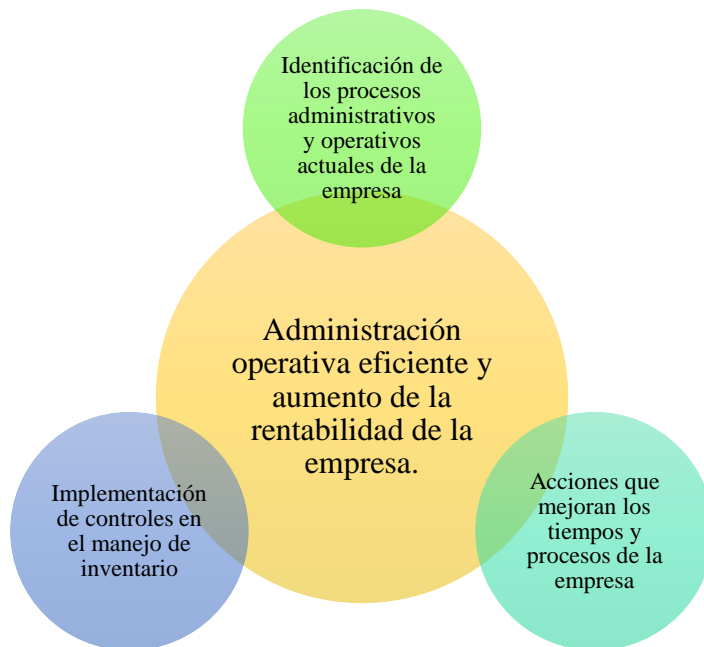 Identificación de
los procesos
administrativos
y operativos
actuales de la
empresa
Administración
operativa eficiente y
aumento de la
rentabilidad de la
empresa.
Implementación
de controles en
el manejo de
inventario
Acciones que
mejoran los
tiempos y
procesos de la
empresa